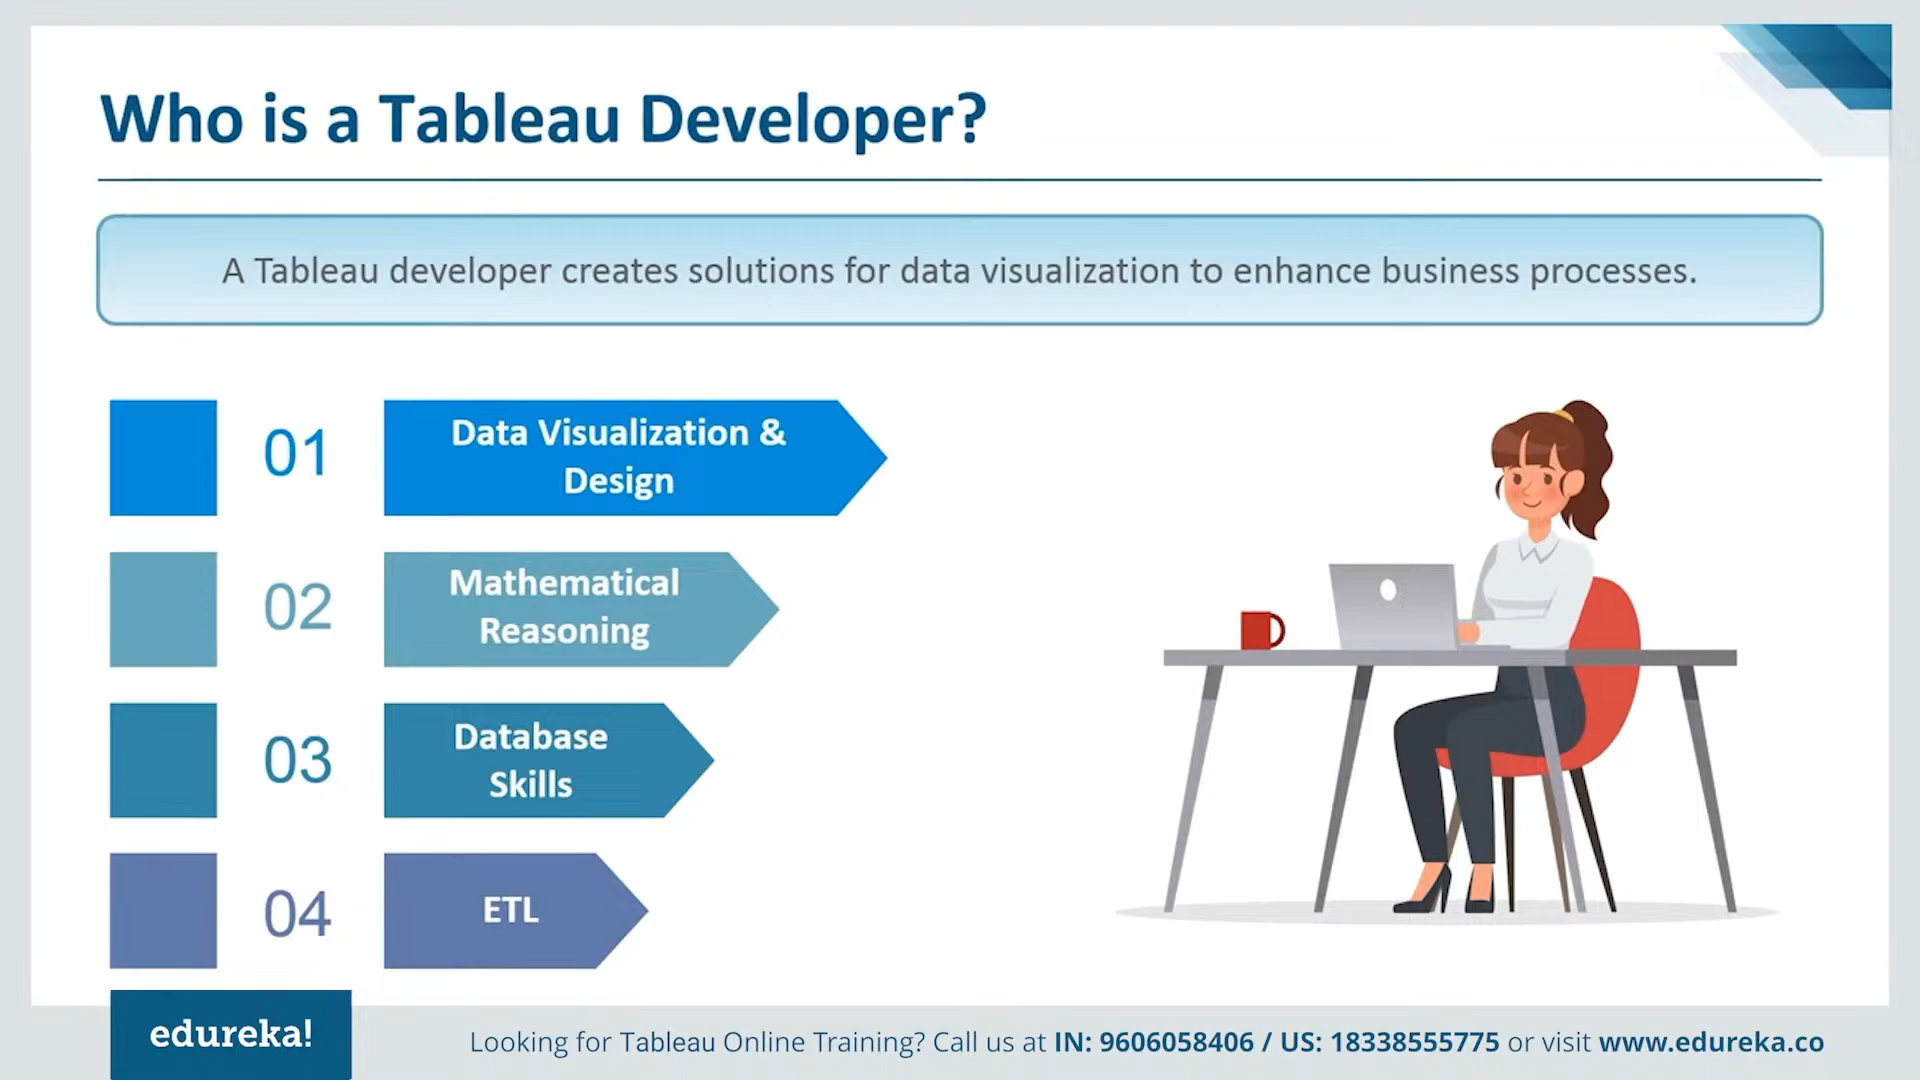 Who is a Tableau Developer?
A Tableau developer creates solutions for data visualization to enhance business processes.
01
Data Visualization &
Design
02
Mathematical
Reasoning
03
Database
Skills
04
ETL
edureka!
Looking for Tableau Online Training? Call us at IN: 9606058406 / US: 18338555775 or visit www.edureka.co